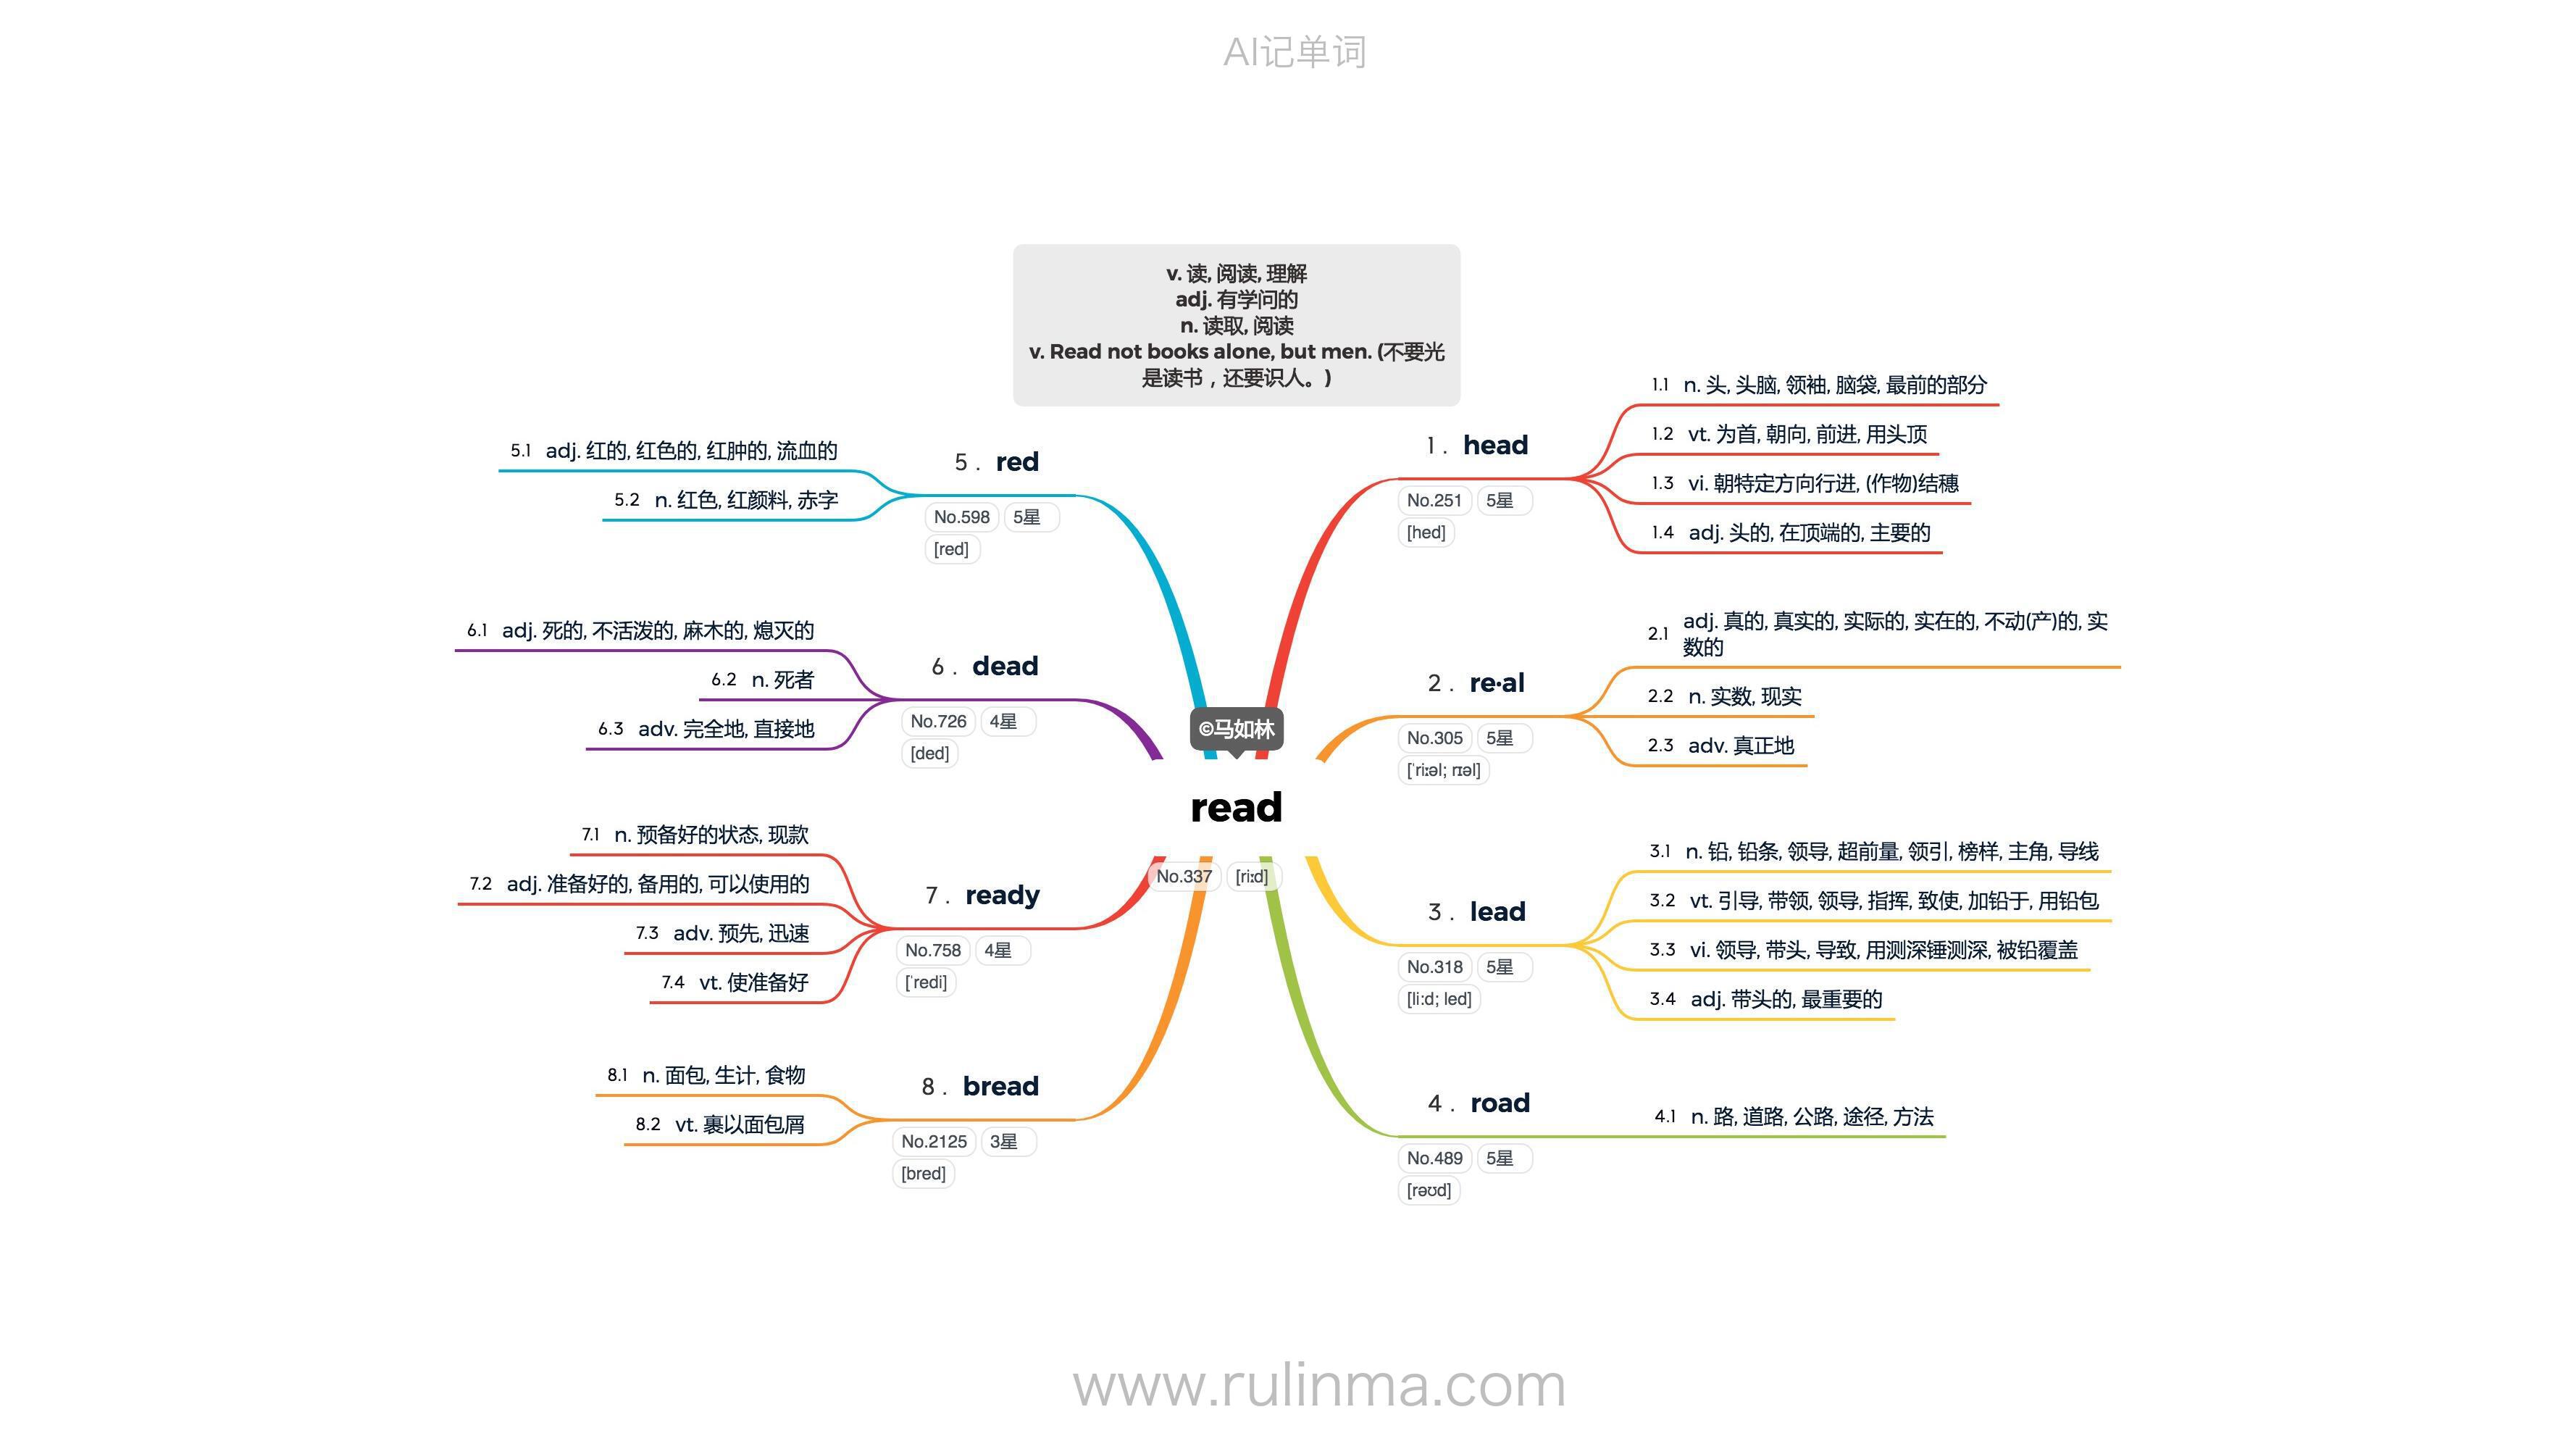 AI记单词
v. 读, 阅读, 理解
adj. 有学问的
n. 读取, 阅读
v. Read not books alone, but men. (不要光
是读书，还要识人。)
©马如林
read
No.337 [riːd]
1. head
No.251 5星
[hed]
1.1 n. 头, 头脑, 领袖, 脑袋, 最前的部分
1.2 vt. 为首, 朝向, 前进, 用头顶
1.3 vi. 朝特定方向行进, (作物)结穗
1.4 adj. 头的, 在顶端的, 主要的
2. re·al
No.305 5星
[ˈriːəl; rɪəl]
2.1 adj. 真的, 真实的, 实际的, 实在的, 不动(产)的, 实
数的
2.2 n. 实数, 现实
2.3 adv. 真正地
3. lead
No.318 5星
[liːd; led]
3.1 n. 铅, 铅条, 领导, 超前量, 领引, 榜样, 主角, 导线
3.2 vt. 引导, 带领, 领导, 指挥, 致使, 加铅于, 用铅包
3.3 vi. 领导, 带头, 导致, 用测深锤测深, 被铅覆盖
3.4 adj. 带头的, 最重要的
4. road
No.489 5星
[rəʊd]
4.1 n. 路, 道路, 公路, 途径, 方法
5. red
No.598 5星
[red]
5.1 adj. 红的, 红色的, 红肿的, 流血的
5.2 n. 红色, 红颜料, 赤字
6. dead
No.726 4星
[ded]
6.1 adj. 死的, 不活泼的, 麻木的, 熄灭的
6.2 n. 死者
6.3 adv. 完全地, 直接地
7. ready
No.758 4星
[ˈredi]
7.1 n. 预备好的状态, 现款
7.2 adj. 准备好的, 备用的, 可以使用的
7.3 adv. 预先, 迅速
7.4 vt. 使准备好
8. bread
No.2125 3星
[bred]
8.1 n. 面包, 生计, 食物
8.2 vt. 裹以面包屑
www.rulinma.com